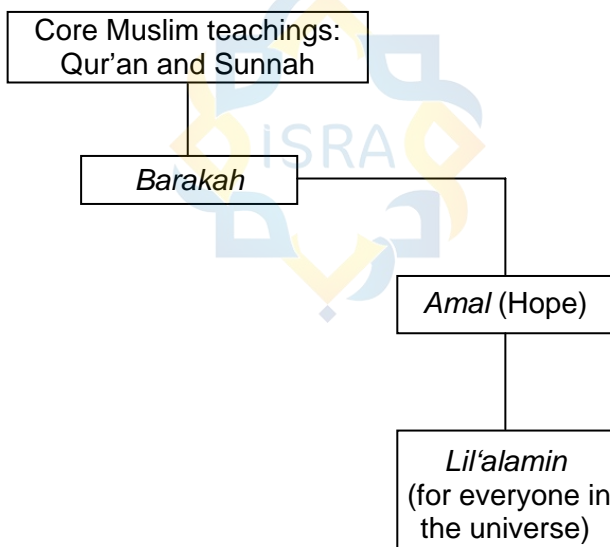 Core Muslim teachings:
Qur’an and Sunnah
iSRA
Barakah
Amal (Hope)
Lil‘alamin
(for everyone in
the universe)